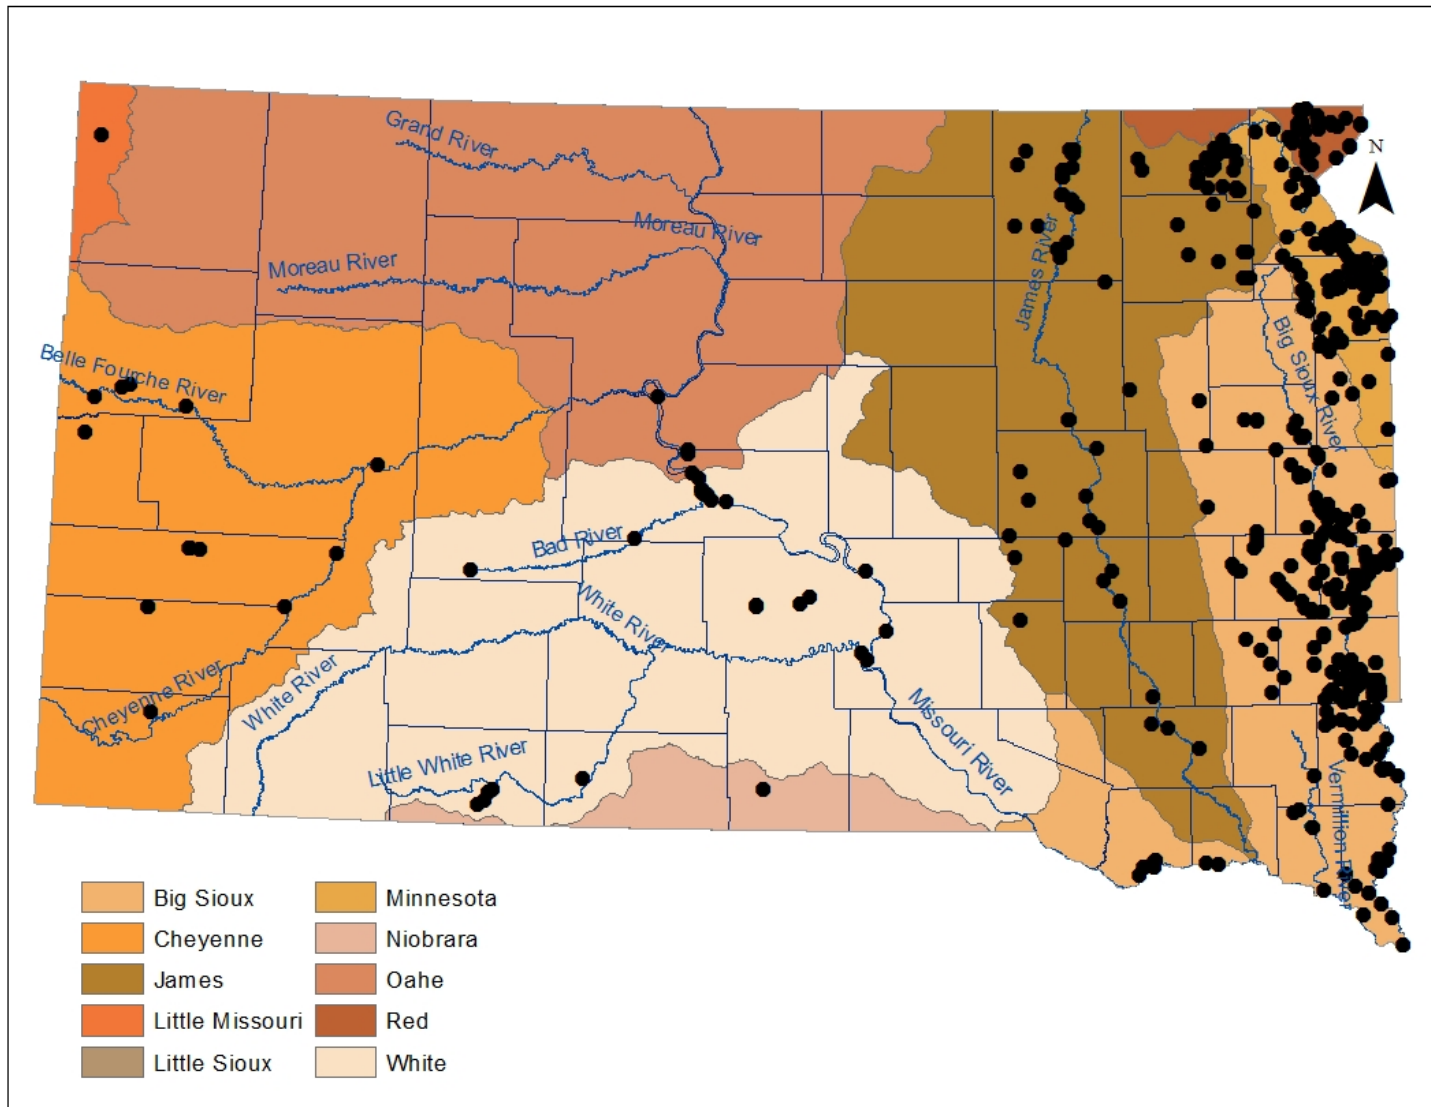 Grand River
N
Moreau River
Moreau River
James River
Belle Fourche River
Big Sioux River
Bad River
White River
White River
Cheyenne River
Missouri River
Little White River
Vermillion River
Big Sioux
Minnesota
Cheyenne
Niobrara
James
Oahe
Little Missouri
Red
Little Sioux
White